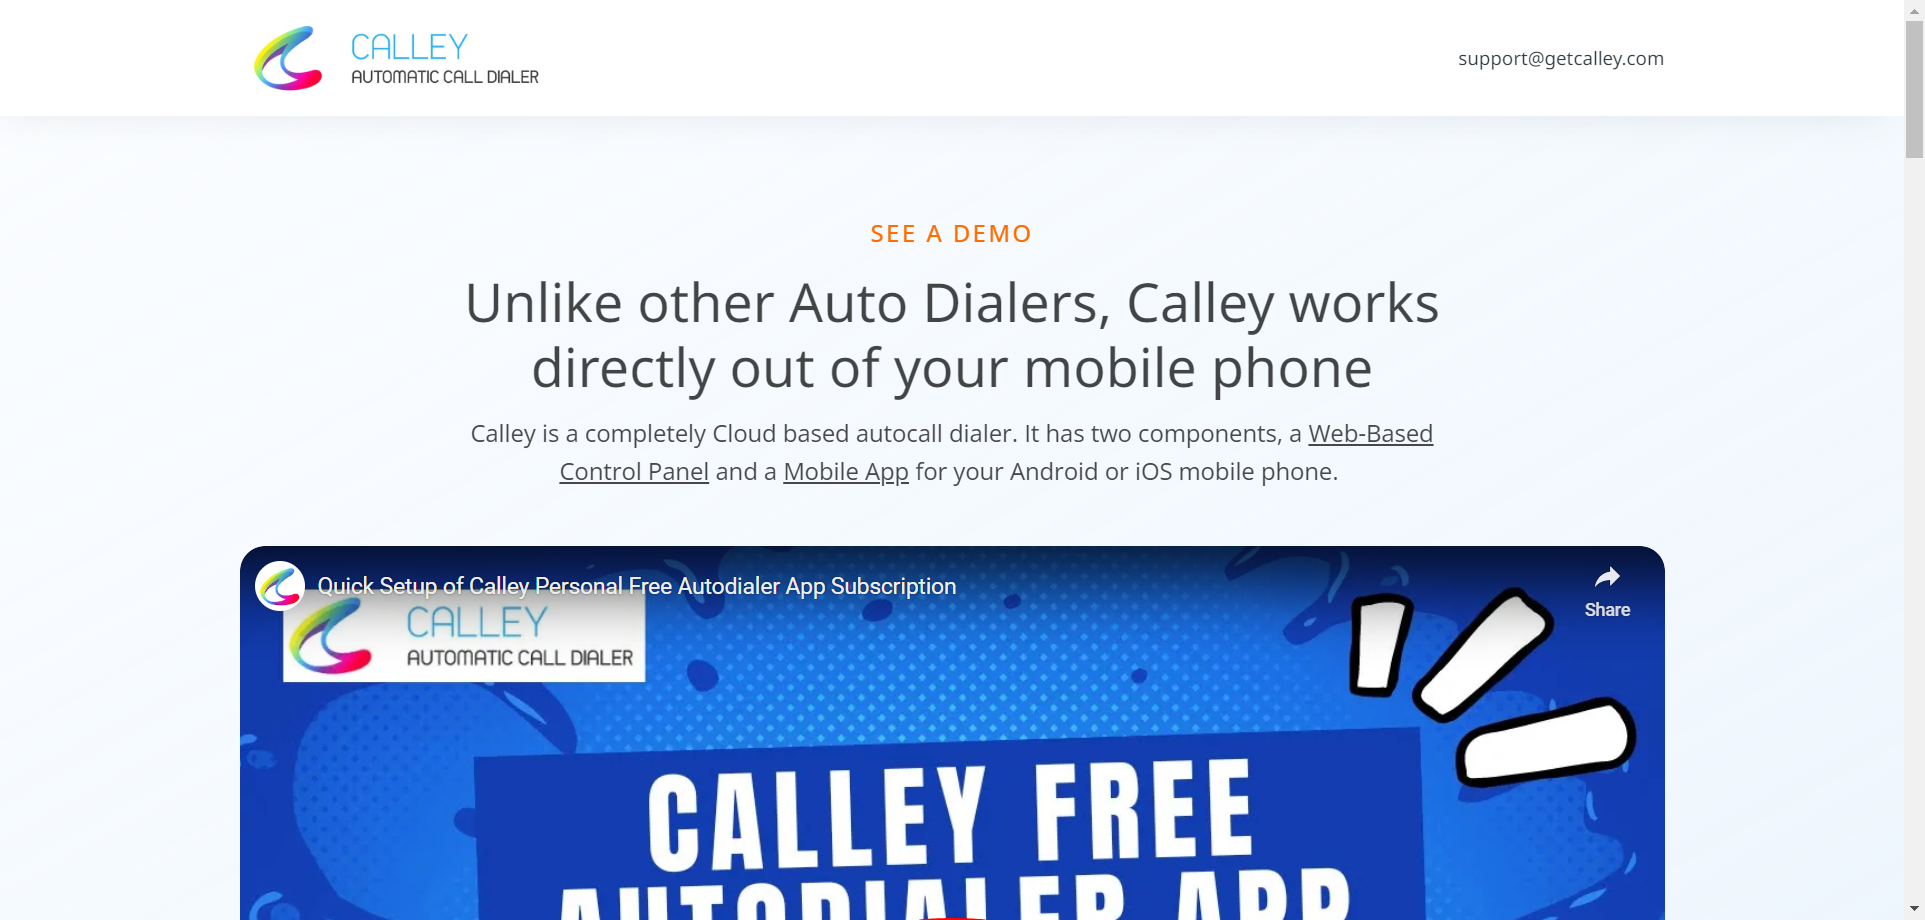 CALLEY
AUTOMATIC CALL DIALER
support@getcalley.com
SEE A DEMO
Unlike other Auto Dialers, Calley works
directly out of your mobile phone
Calley is a completely Cloud based autocall dialer. It has two components, a Web-Based
Control Panel and a Mobile App for your Android or iOS mobile phone.
Quick Setup of Calley Personal Free Autodialer App Subscription
Share
CALLEY
AUTOMATIC CALL DIALER
CALLEY FREE
AUTODIALER APP